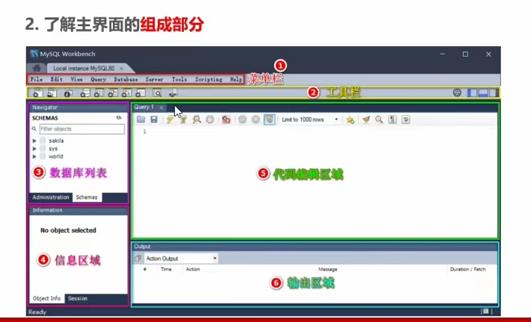 2. 了解主界面的组成部分
MySQL Workbench
Local instance MySQL80 ×
File Edit View Query Database Server Tools Scripting Help
1 菜单栏
2 工具栏
Navigator
SCHEMAS
Filter objects
sakila
sys
world
3 数据库列表
Administration Schemas
Information
No object selected
4 信息区域
Object Info Session
Query 1 ×
Limit to 1000 rows
1
5 代码编辑区域
Output
Action Output
# Time Action Message Duration / Fetch
6 输出区域
Ready